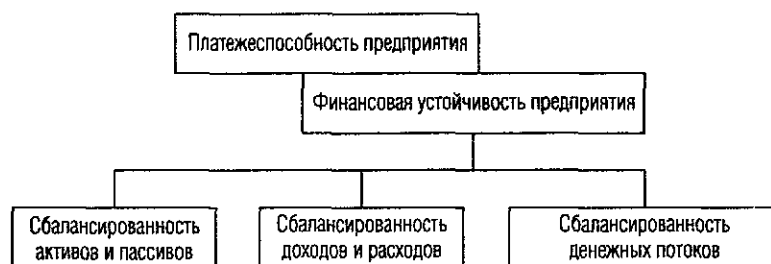 Платежеспособность предприятия
Финансовая устойчивость предприятия
Сбалансированность
активов и пассивов
Сбалансированность
доходов и расходов
Сбалансированность
денежных потоков